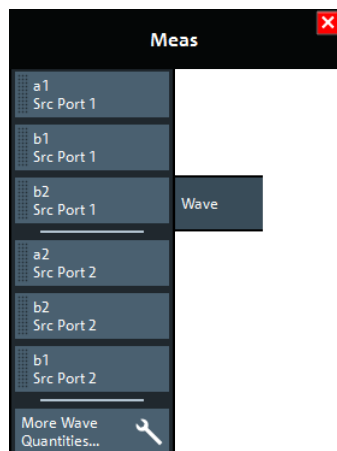 Meas
a1
Src Port 1
b1
Src Port 1
b2
Src Port 1
Wave
a2
Src Port 2
b2
Src Port 2
b1
Src Port 2
More Wave
Quantities...